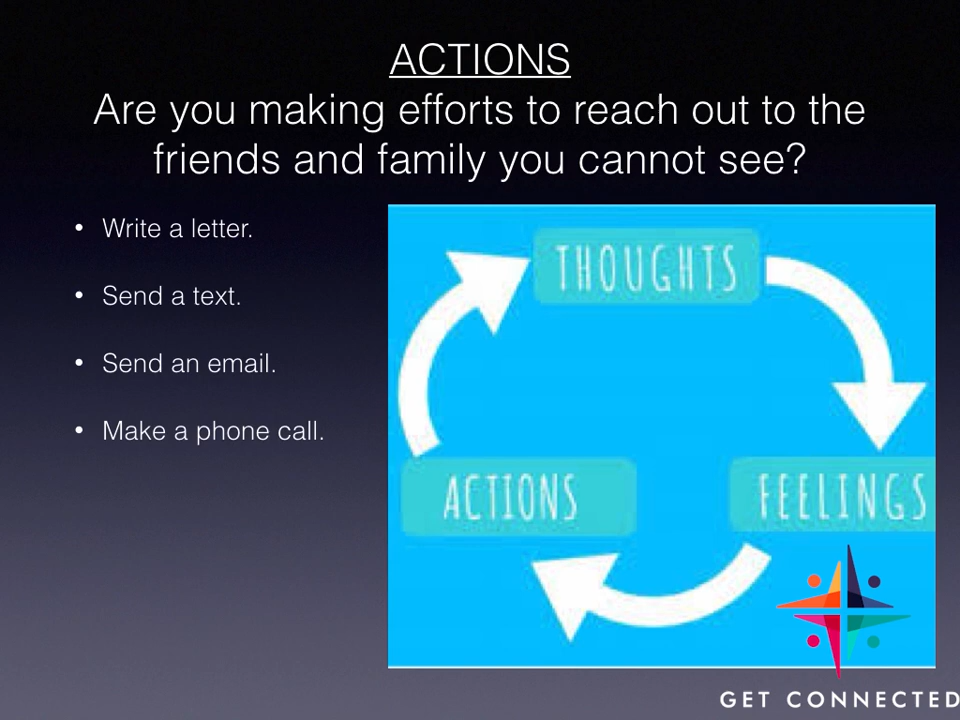 ACTIONS
Are you making efforts to reach out to the
friends and family you cannot see?
• Write a letter.
• Send a text.
• Send an email.
• Make a phone call.
THOUGHTS
ACTIONS
FEELINGS
GET CONNECTED